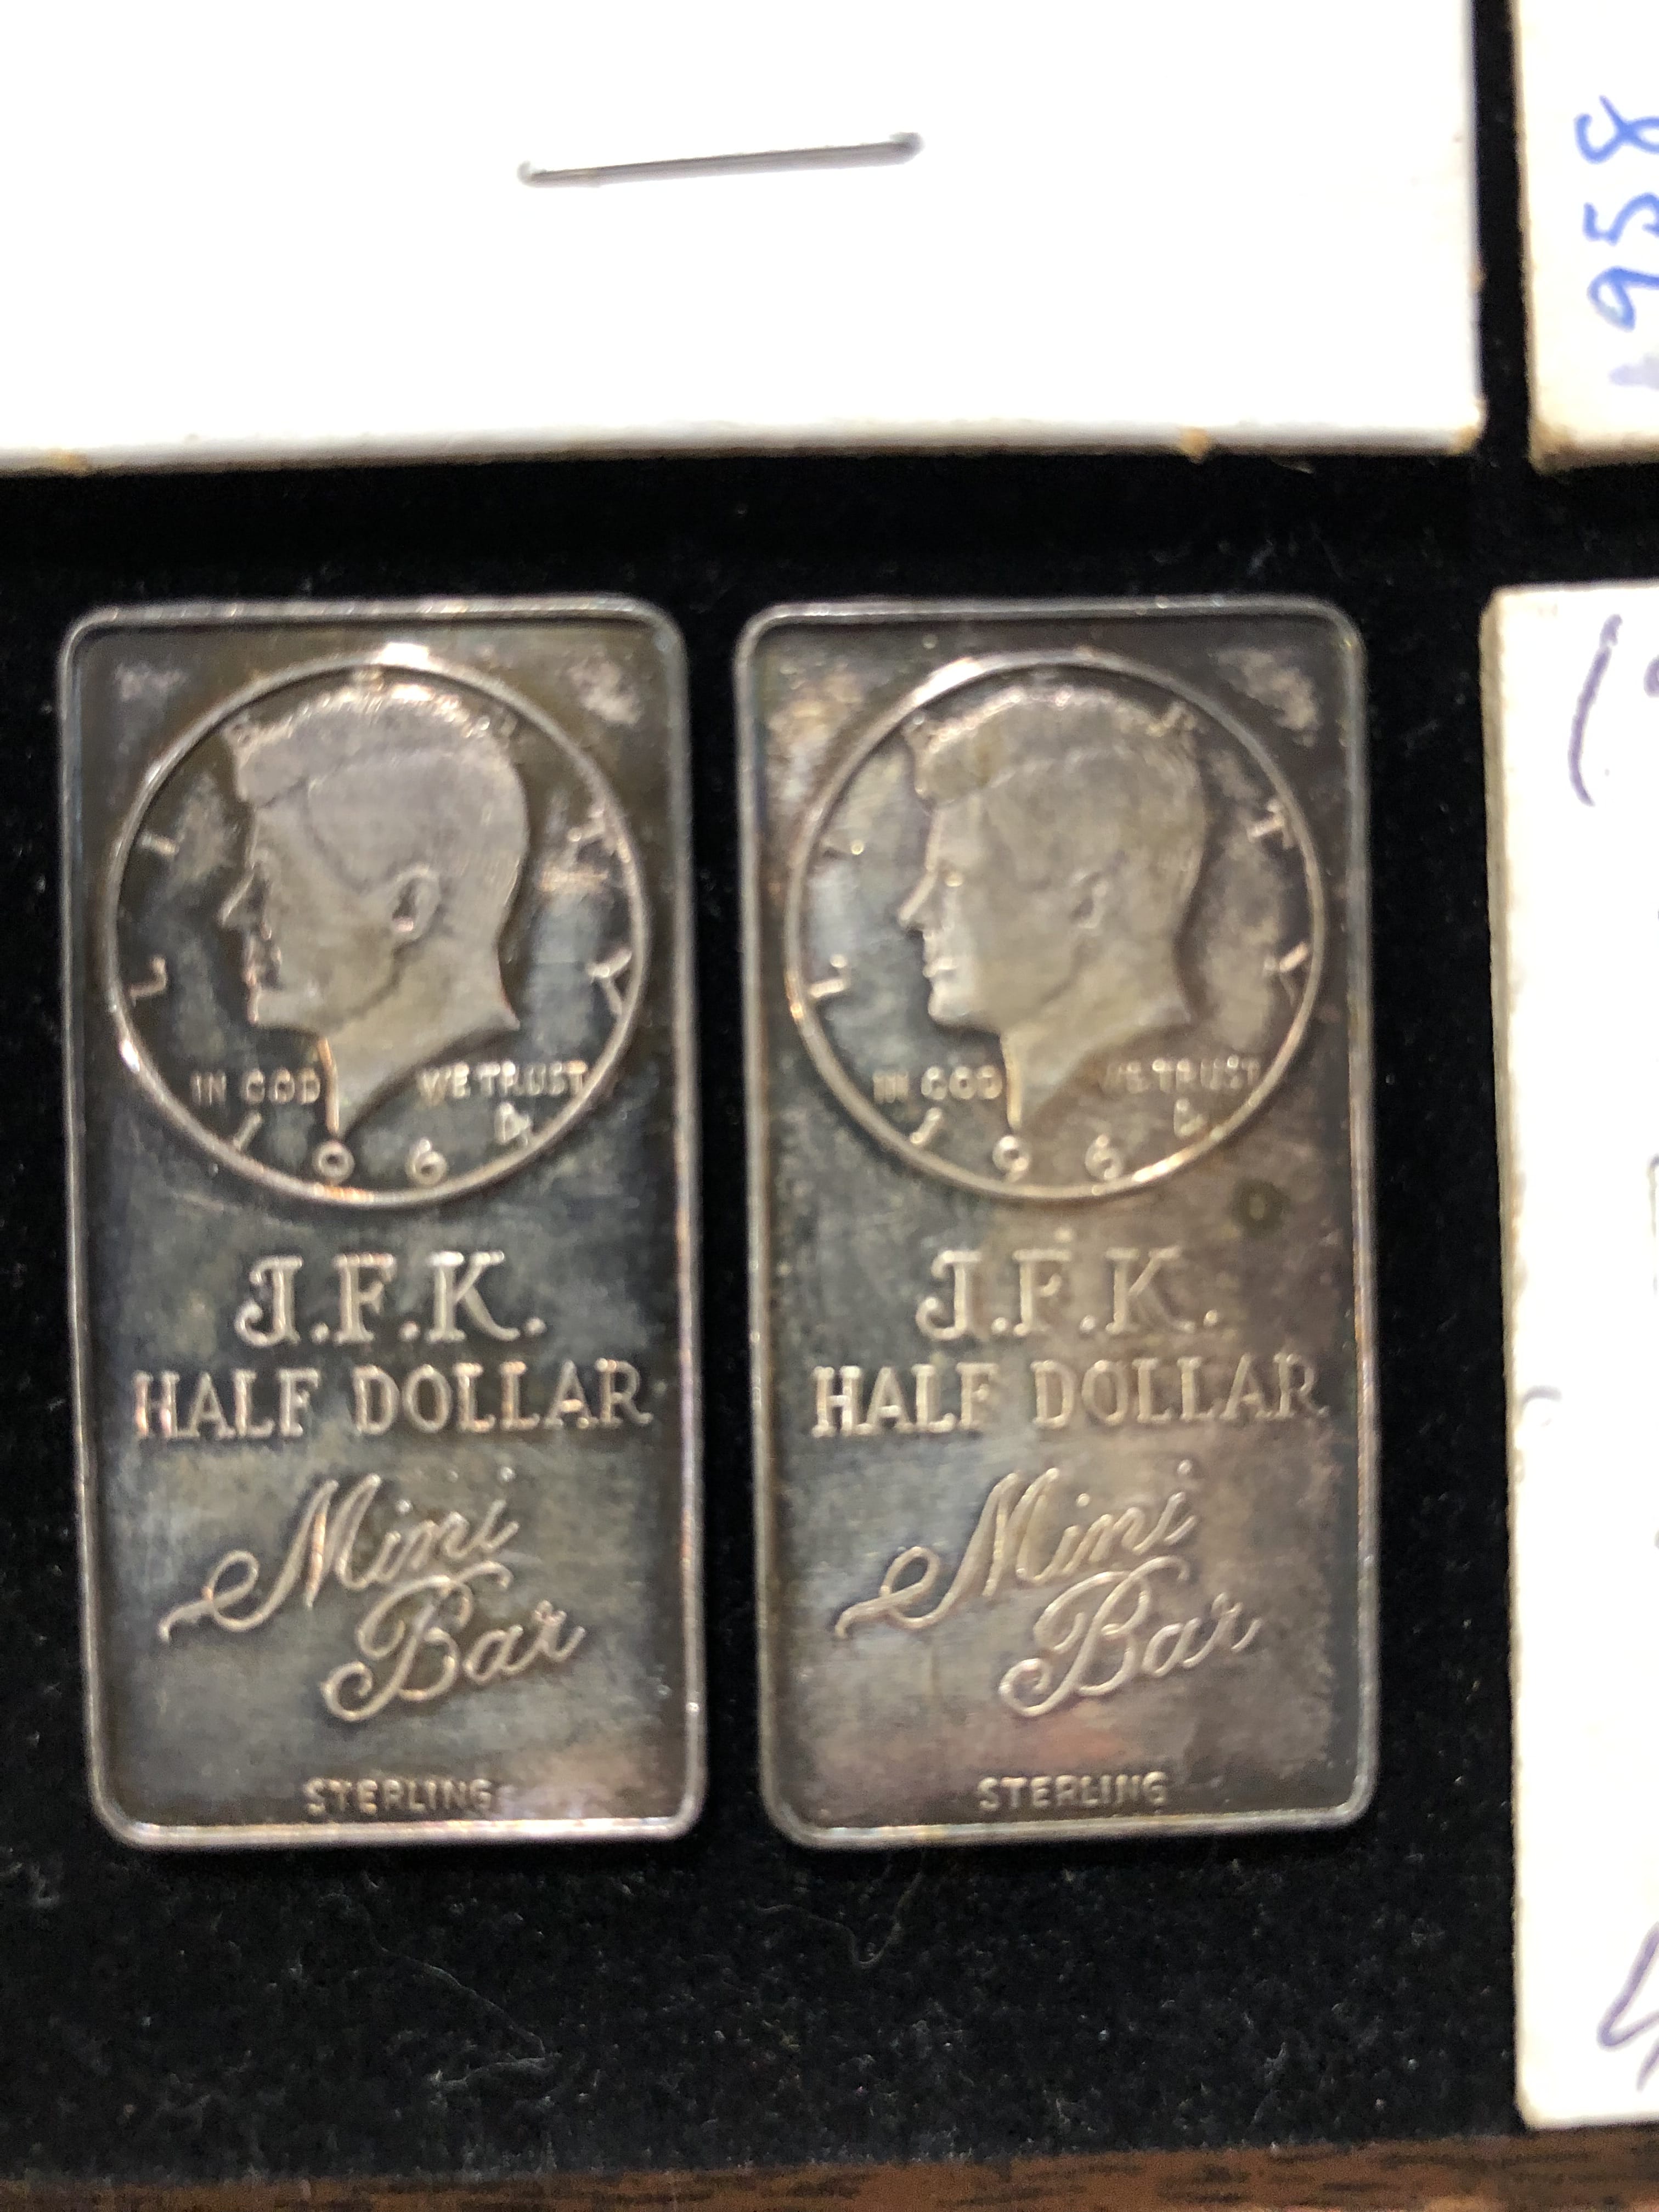 958
L I T Y
IN GOD WE TRUST
1964
J.F.K.
HALF DOLLAR
Mini
Bar
STERLING
L T Y
IN GOD WE TRUST
1964
J.F.K.
HALF DOLLAR
Mini
Bar
STERLING